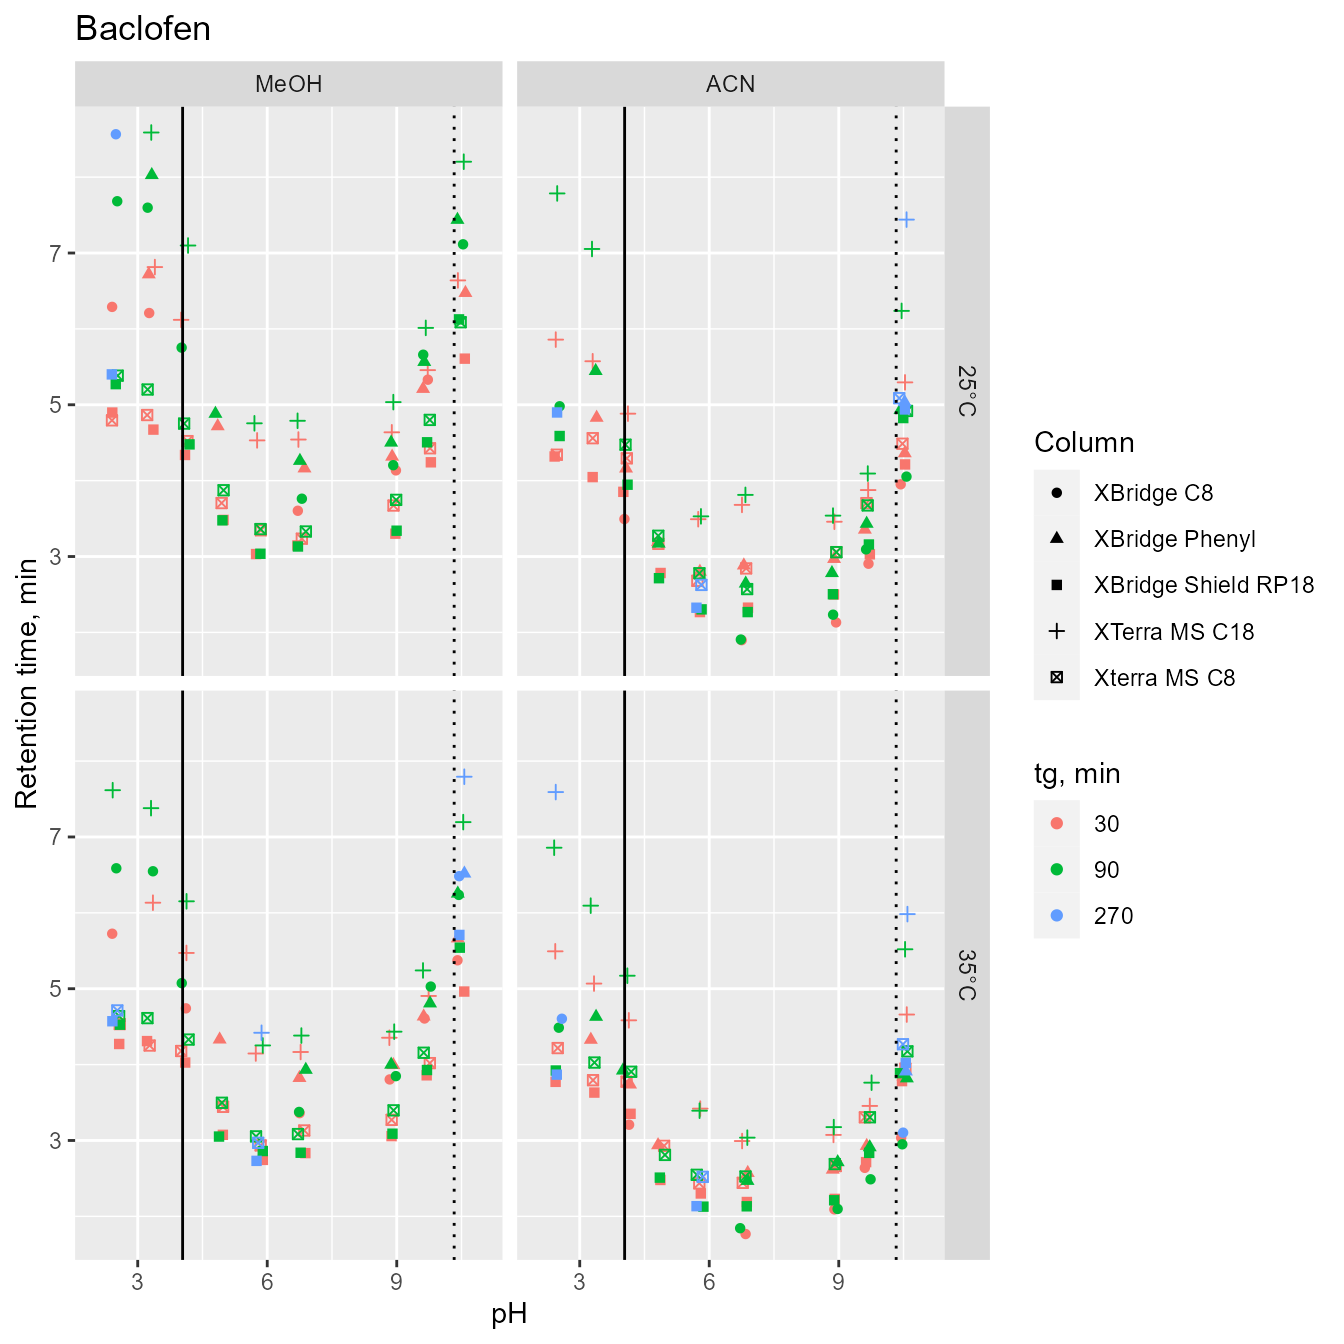 Baclofen
MeOH
ACN
7
5
3
25°C
Retention time, min
7
5
3
35°C
3
6
9
3
6
9
pH
Column
XBridge C8
XBridge Phenyl
XBridge Shield RP18
XTerra MS C18
Xterra MS C8
tg, min
30
90
270